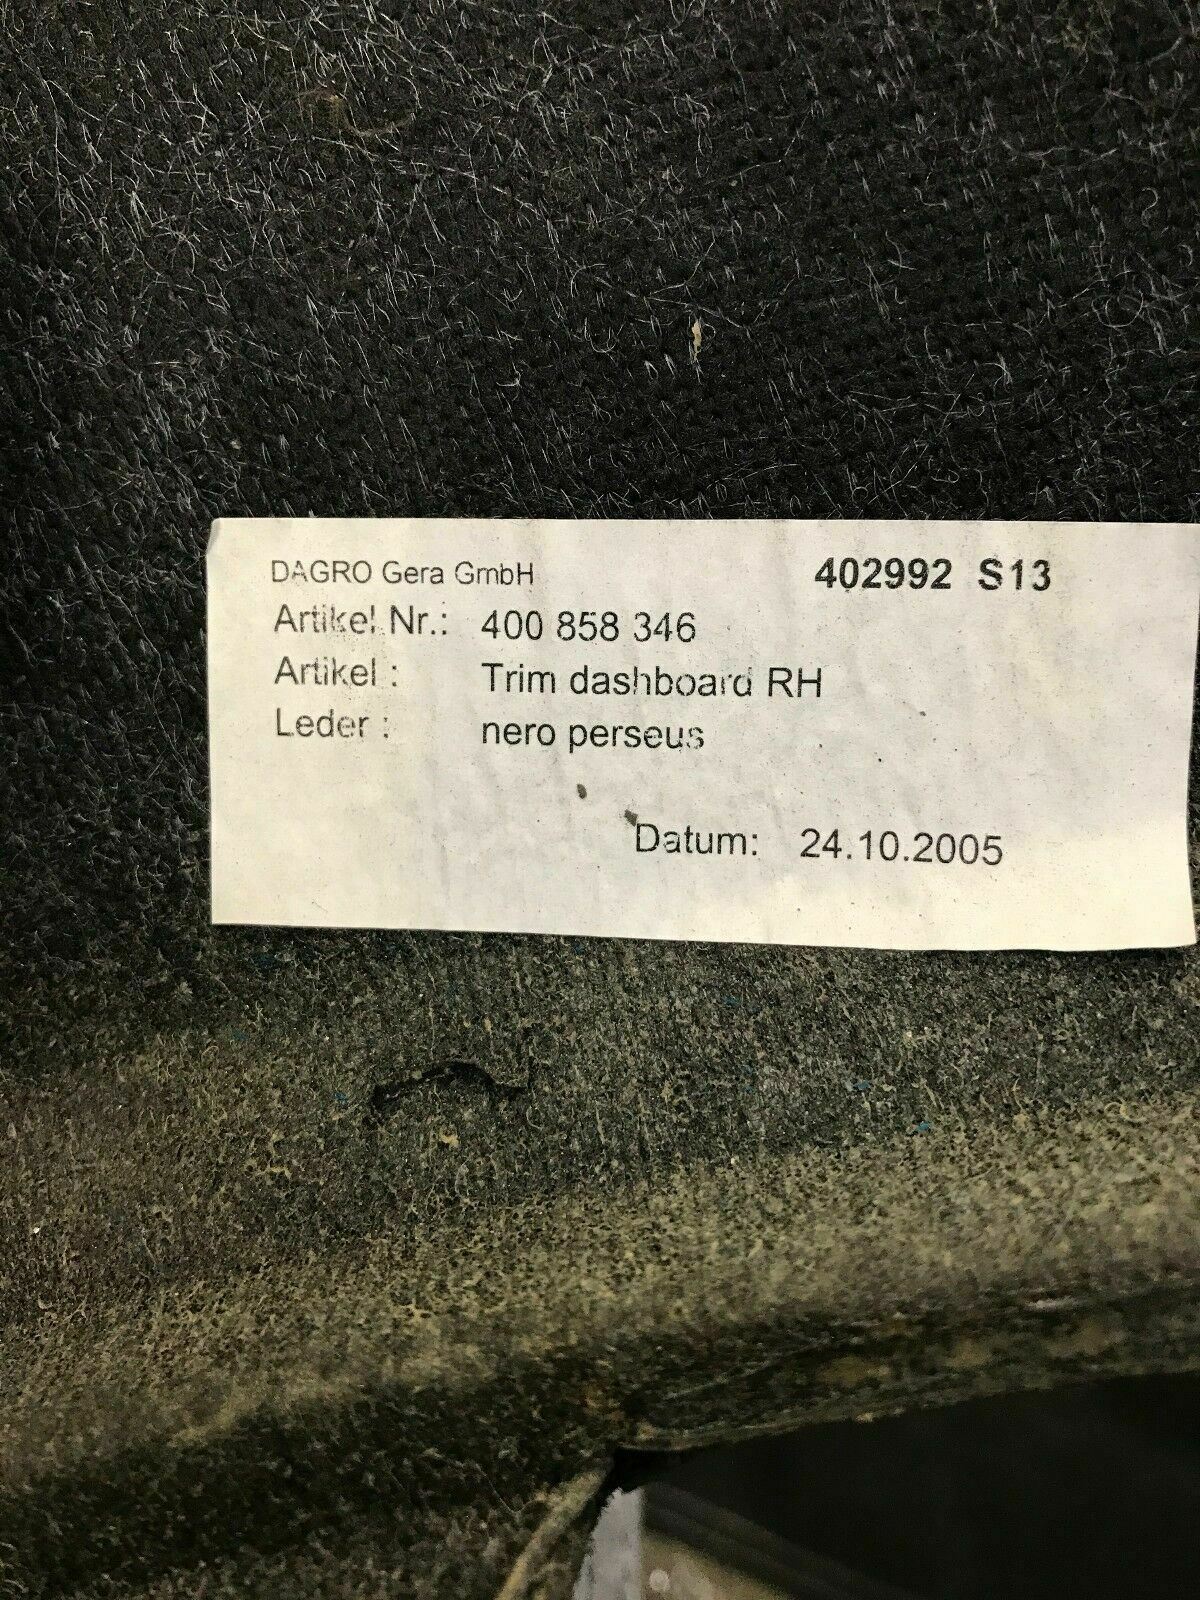 DAGRO Gera GmbH 402992 S13
Artikel Nr.: 400 858 346
Artikel : Trim dashboard RH
Leder : nero perseus
Datum: 24.10.2005